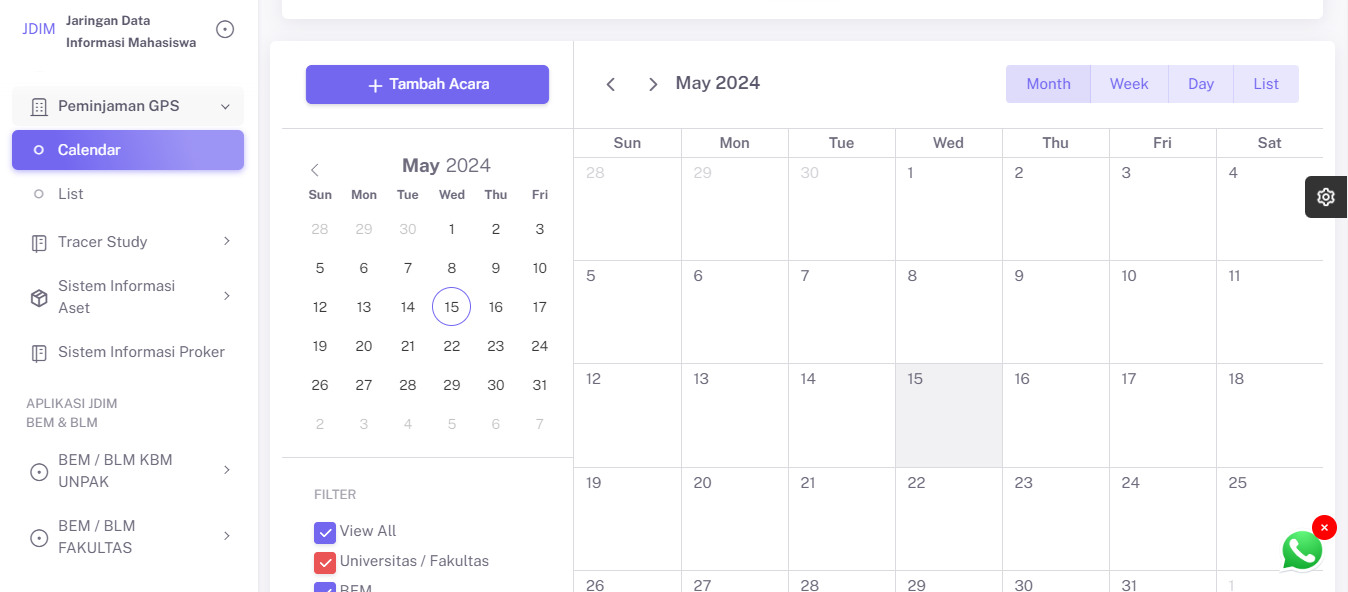 JDIM
Jaringan Data
Informasi Mahasiswa
Peminjaman GPS
Calendar
List
Tracer Study
Sistem Informasi
Aset
Sistem Informasi Proker
APLIKASI JDIM
BEM & BLM
BEM / BLM KBM
UNPAK
BEM / BLM
FAKULTAS
+ Tambah Acara
May 2024
Sun Mon Tue Wed Thu Fri
28 29 30 1 2 3
5 6 7 8 9 10
12 13 14 15 16 17
19 20 21 22 23 24
26 27 28 29 30 31
2 3 4 5 6 7
FILTER
View All
Universitas / Fakultas
BEM
May 2024
Month Week Day List
Sun Mon Tue Wed Thu Fri Sat
28 29 30 1 2 3 4
5 6 7 8 9 10 11
12 13 14 15 16 17 18
19 20 21 22 23 24 25
26 27 28 29 30 31 1